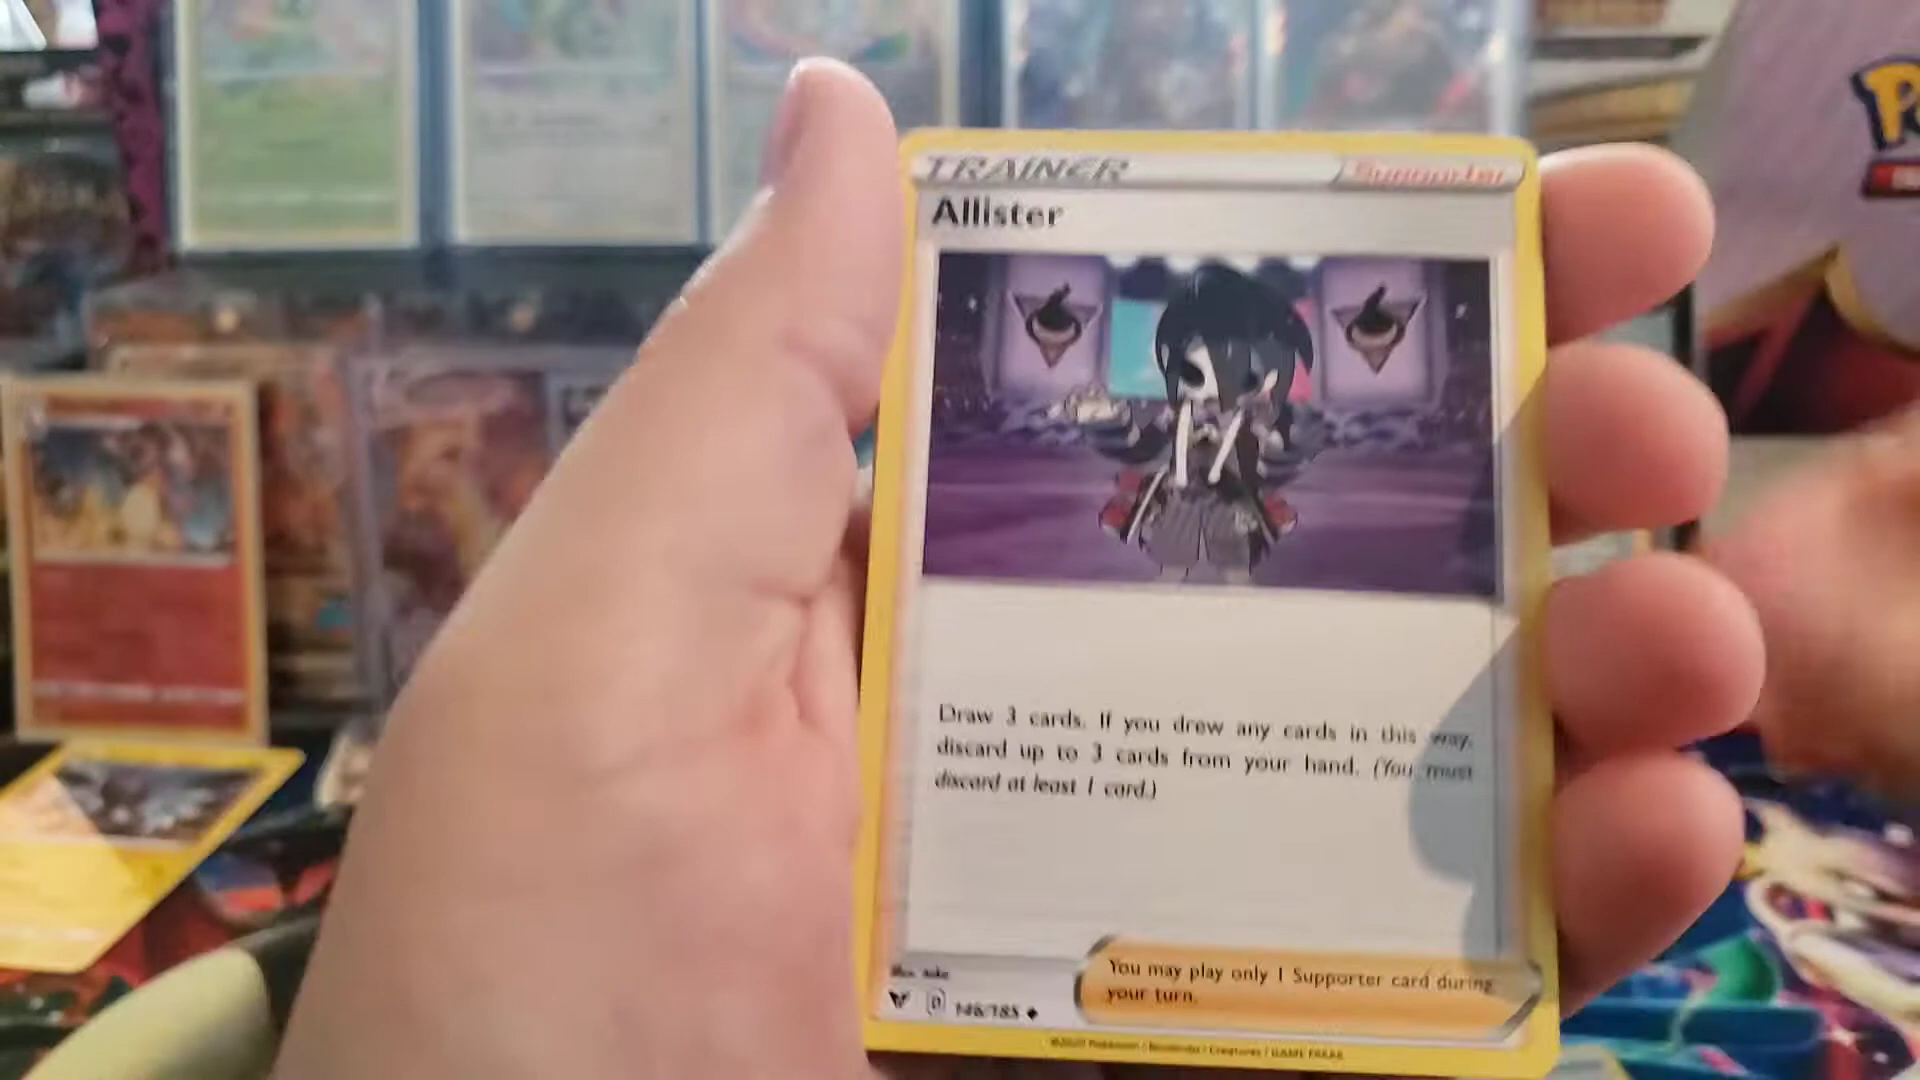 TRAINER
Supporter
Allister
Draw 3 cards. If you drew any cards in this way,
discard up to 3 cards from your hand. (You must
discard at least 1 card.)
You may play only 1 Supporter card during
your turn.
D
146/185
©2020 Pokémon / Nintendo / Creatures / GAME FREAK